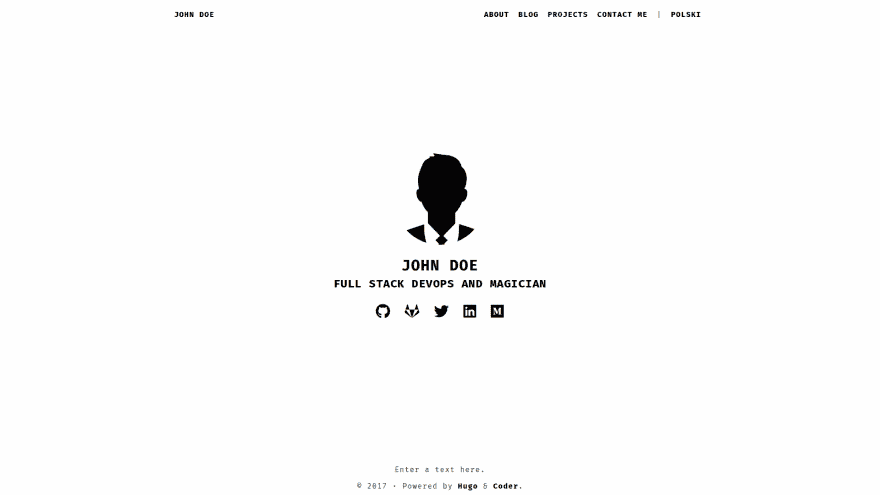 JOHN DOE
ABOUT BLOG PROJECTS CONTACT ME | POLSKI
JOHN DOE
FULL STACK DEVOPS AND MAGICIAN
M
Enter a text here.
© 2017 · Powered by Hugo & Coder.